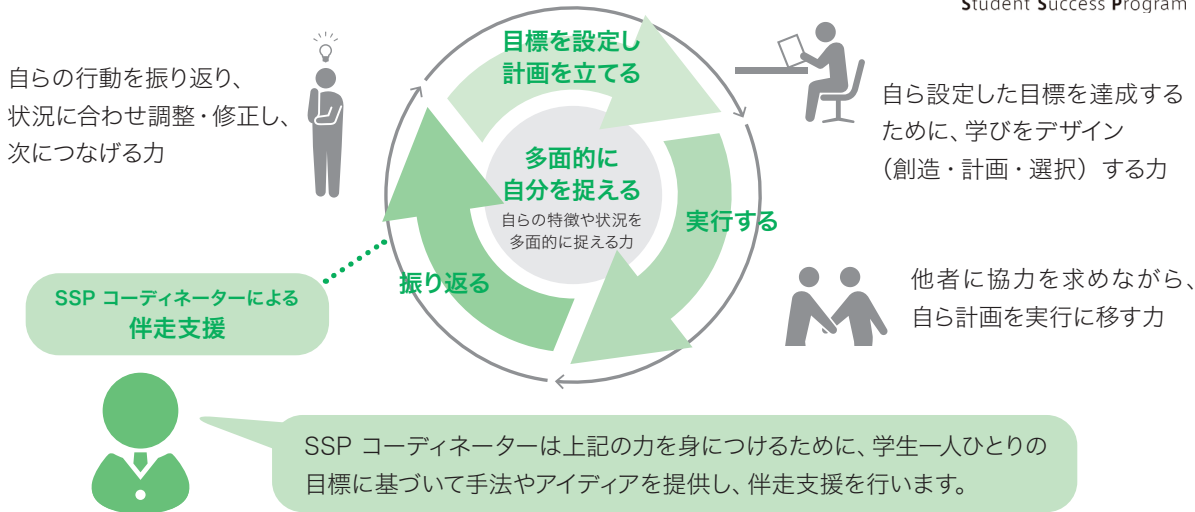 Student Success Program
目標を設定し
計画を立てる
自らの行動を振り返り、
状況に合わせ調整・修正し、
次につなげる力
自ら設定した目標を達成する
ために、学びをデザイン
（創造・計画・選択）する力
多面的に
自分を捉える
自らの特徴や状況を
多面的に捉える力
実行する
振り返る
他者に協力を求めながら、
自ら計画を実行に移す力
SSP コーディネーターによる
伴走支援
SSP コーディネーターは上記の力を身につけるために、学生一人ひとりの
目標に基づいて手法やアイディアを提供し、伴走支援を行います。